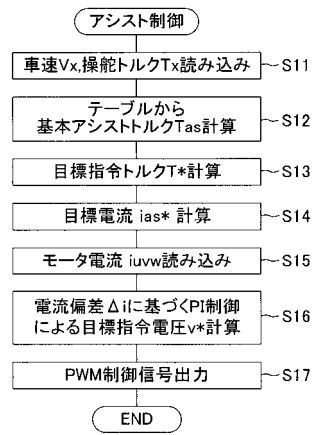 アシスト制御
車速Vx,操舵トルクTx読み込み
S11
テーブルから
基本アシストトルクTas計算
S12
目標指令トルクT*計算
S13
目標電流 ias* 計算
S14
モータ電流 iuvw読み込み
S15
電流偏差Δiに基づくPI制御
による目標指令電圧v*計算
S16
PWM制御信号出力
S17
END